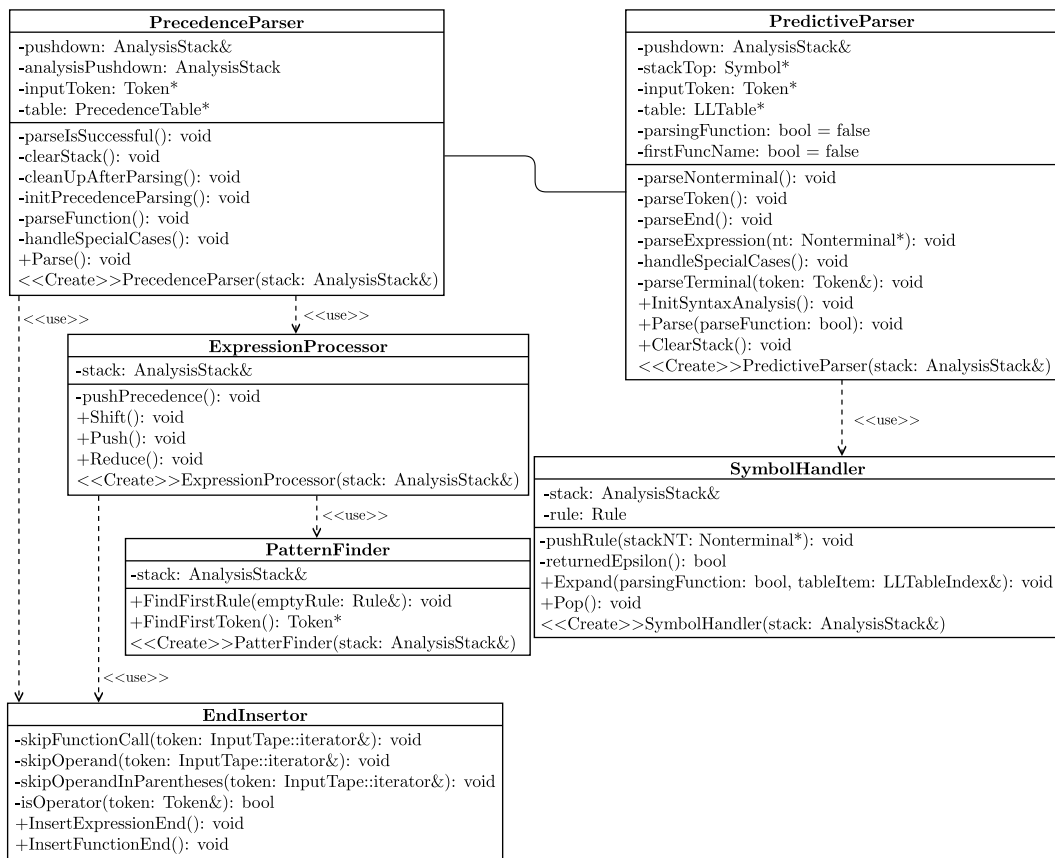 PrecedenceParser
-pushdown: AnalysisStack&
-analysisPushdown: AnalysisStack
-inputToken: Token*
-table: PrecedenceTable*
-parseIsSuccessful(): void
-clearStack(): void
-cleanUpAfterParsing(): void
-initPrecedenceParsing(): void
-parseFunction(): void
-handleSpecialCases(): void
+Parse(): void
<<Create>>PrecedenceParser(stack: AnalysisStack&)
PredictiveParser
-pushdown: AnalysisStack&
-stackTop: Symbol*
-inputToken: Token*
-table: LLTable*
-parsingFunction: bool = false
-firstFuncName: bool = false
-parseNonterminal(): void
-parseToken(): void
-parseEnd(): void
-parseExpression(nt: Nonterminal*): void
-handleSpecialCases(): void
-parseTerminal(token: Token&): void
+InitSyntaxAnalysis(): void
+Parse(parseFunction: bool): void
+ClearStack(): void
<<Create>>PredictiveParser(stack: AnalysisStack&)
<<use>>
<<use>>
ExpressionProcessor
-stack: AnalysisStack&
-pushPrecedence(): void
+Shift(): void
+Push(): void
+Reduce(): void
<<Create>>ExpressionProcessor(stack: AnalysisStack&)
<<use>>
SymbolHandler
-stack: AnalysisStack&
-rule: Rule
-pushRule(stackNT: Nonterminal*): void
-returnedEpsilon(): bool
+Expand(parsingFunction: bool, tableItem: LLTableIndex&): void
+Pop(): void
<<Create>>SymbolHandler(stack: AnalysisStack&)
<<use>>
PatternFinder
-stack: AnalysisStack&
+FindFirstRule(emptyRule: Rule&): void
+FindFirstToken(): Token*
<<Create>>PatterFinder(stack: AnalysisStack&)
<<use>>
EndInsertor
-skipFunctionCall(token: InputTape::iterator&): void
-skipOperand(token: InputTape::iterator&): void
-skipOperandInParentheses(token: InputTape::iterator&): void
-isOperator(token: Token&): bool
+InsertExpressionEnd(): void
+InsertFunctionEnd(): void